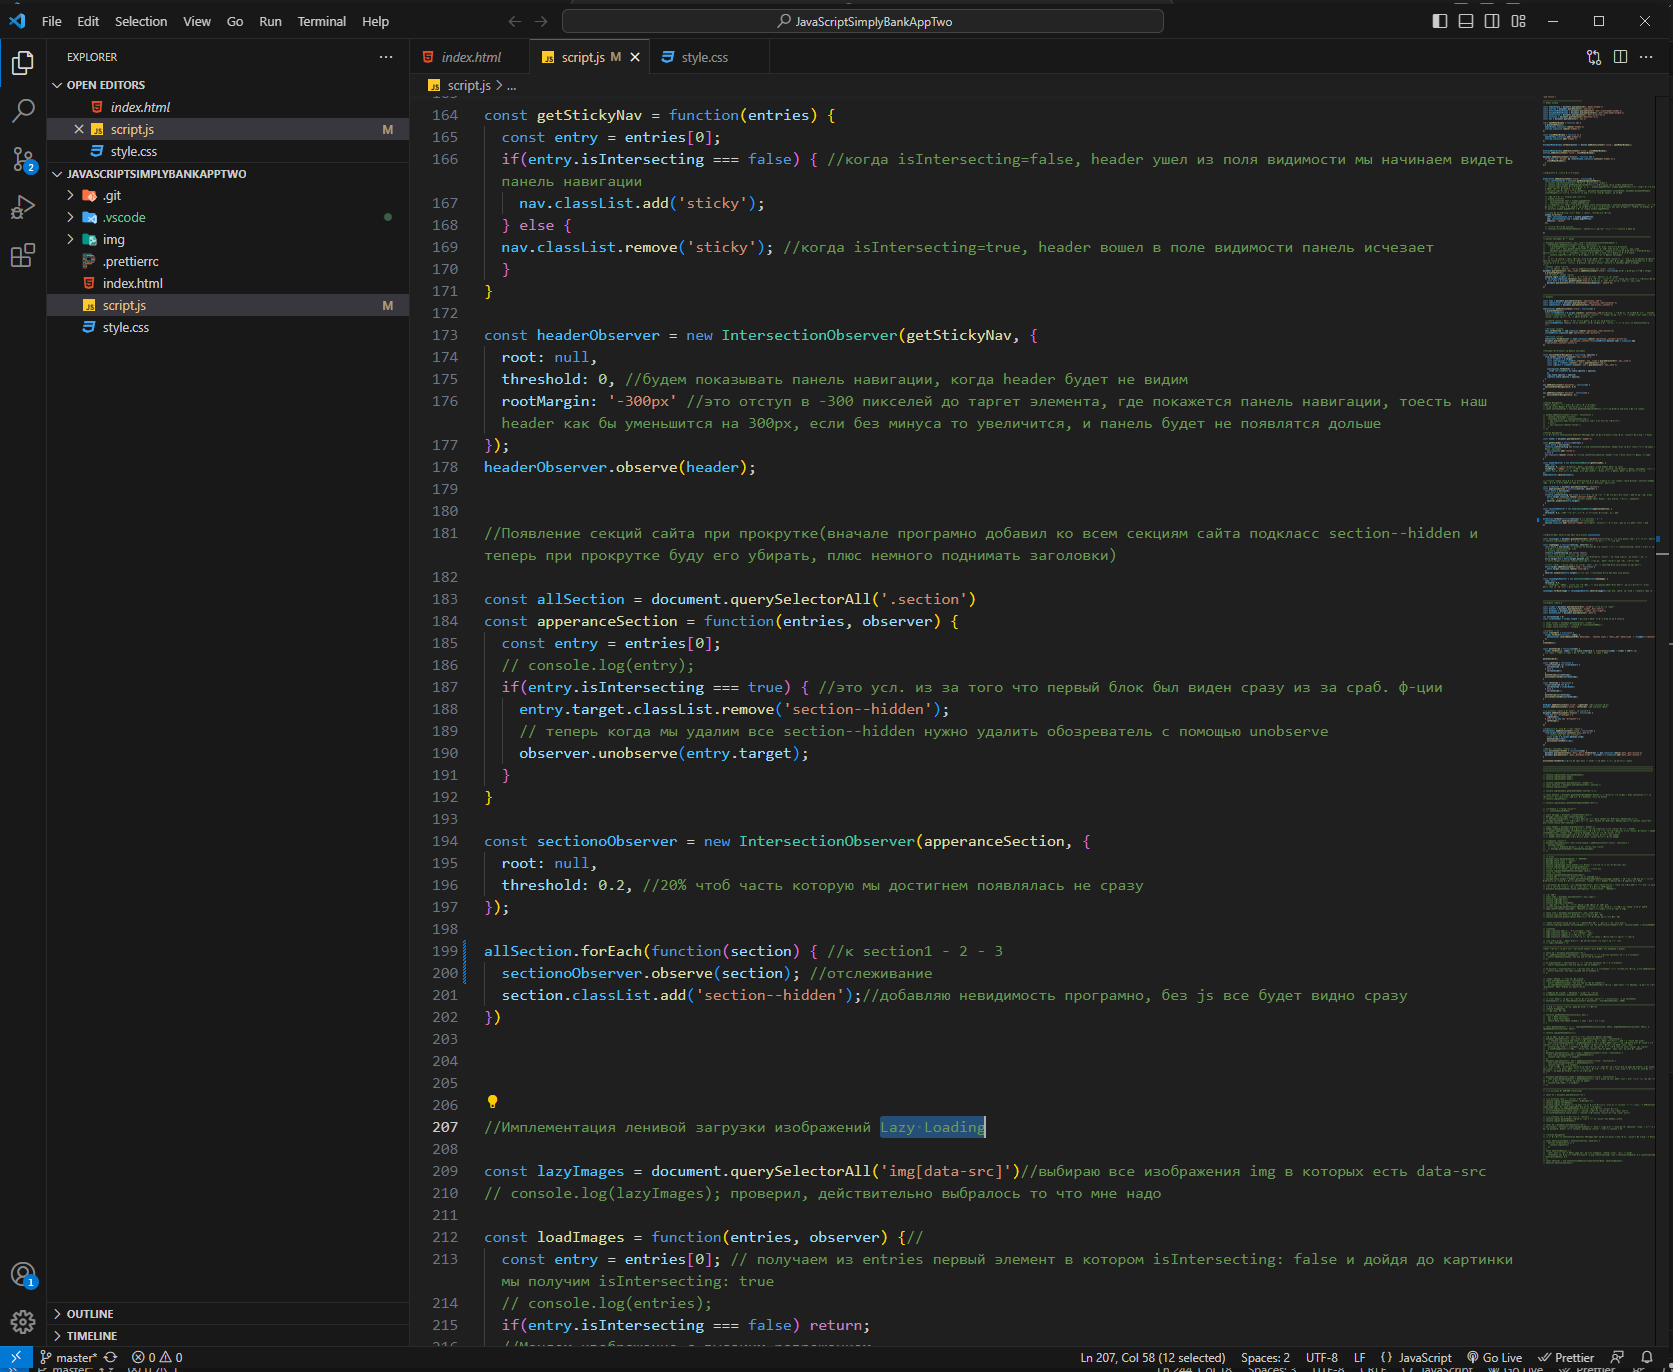 File Edit Selection View Go Run Terminal Help
JavaScriptSimplyBankAppTwo
EXPLORER
OPEN EDITORS
index.html
script.js M
style.css
JAVASCRIPTSIMPLYBANKAPPTWO
.git
.vscode
img
.prettierrc
index.html
script.js M
style.css
OUTLINE
TIMELINE
2
1
index.html script.js M style.css
script.js > ...
164 const getStickyNav = function(entries) {
165 const entry = entries[0];
166 if(entry.isIntersecting === false) { //когда isIntersecting=false, header ушел из поля видимости мы начинаем видеть
панель навигации
167 nav.classList.add('sticky');
168 } else {
169 nav.classList.remove('sticky'); //когда isIntersecting=true, header вошел в поле видимости панель исчезает
170 }
171 }
172
173 const headerObserver = new IntersectionObserver(getStickyNav, {
174 root: null,
175 threshold: 0, //будем показывать панель навигации, когда header будет не видим
176 rootMargin: '-300px' //это отступ в -300 пикселей до таргет элемента, где покажется панель навигации, тоесть наш
header как бы уменьшится на 300px, если без минуса то увеличится, и панель будет не появлятся дольше
177 });
178 headerObserver.observe(header);
179
180
181 //Появление секций сайта при прокрутке(вначале програмно добавил ко всем секциям сайта подкласс section--hidden и
теперь при прокрутке буду его убирать, плюс немного поднимать заголовки)
182
183 const allSection = document.querySelectorAll('.section')
184 const apperanceSection = function(entries, observer) {
185 const entry = entries[0];
186 // console.log(entry);
187 if(entry.isIntersecting === true) { //это усл. из за того что первый блок был виден сразу из за сраб. ф-ции
188 entry.target.classList.remove('section--hidden');
189 // теперь когда мы удалим все section--hidden нужно удалить обозреватель с помощью unobserve
190 observer.unobserve(entry.target);
191 }
192 }
193
194 const sectionoObserver = new IntersectionObserver(apperanceSection, {
195 root: null,
196 threshold: 0.2, //20% чтоб часть которую мы достигнем появлялась не сразу
197 });
198
199 allSection.forEach(function(section) { //к section1 - 2 - 3
200 sectionoObserver.observe(section); //отслеживание
201 section.classList.add('section--hidden');//добавляю невидимость програмно, без js все будет видно сразу
202 })
203
204
205
206
207 //Имплементация ленивой загрузки изображений Lazy·Loading
208
209 const lazyImages = document.querySelectorAll('img[data-src]')//выбираю все изображения img в которых есть data-src
210 // console.log(lazyImages); проверил, действительно выбралось то что мне надо
211
212 const loadImages = function(entries, observer) {//
213 const entry = entries[0]; // получаем из entries первый элемент в котором isIntersecting: false и дойдя до картинки
мы получим isIntersecting: true
214 // console.log(entries);
215 if(entry.isIntersecting === false) return;
master* 0 0 Ln 207, Col 58 (12 selected) Spaces: 2 UTF-8 LF {} JavaScript Go Live Prettier